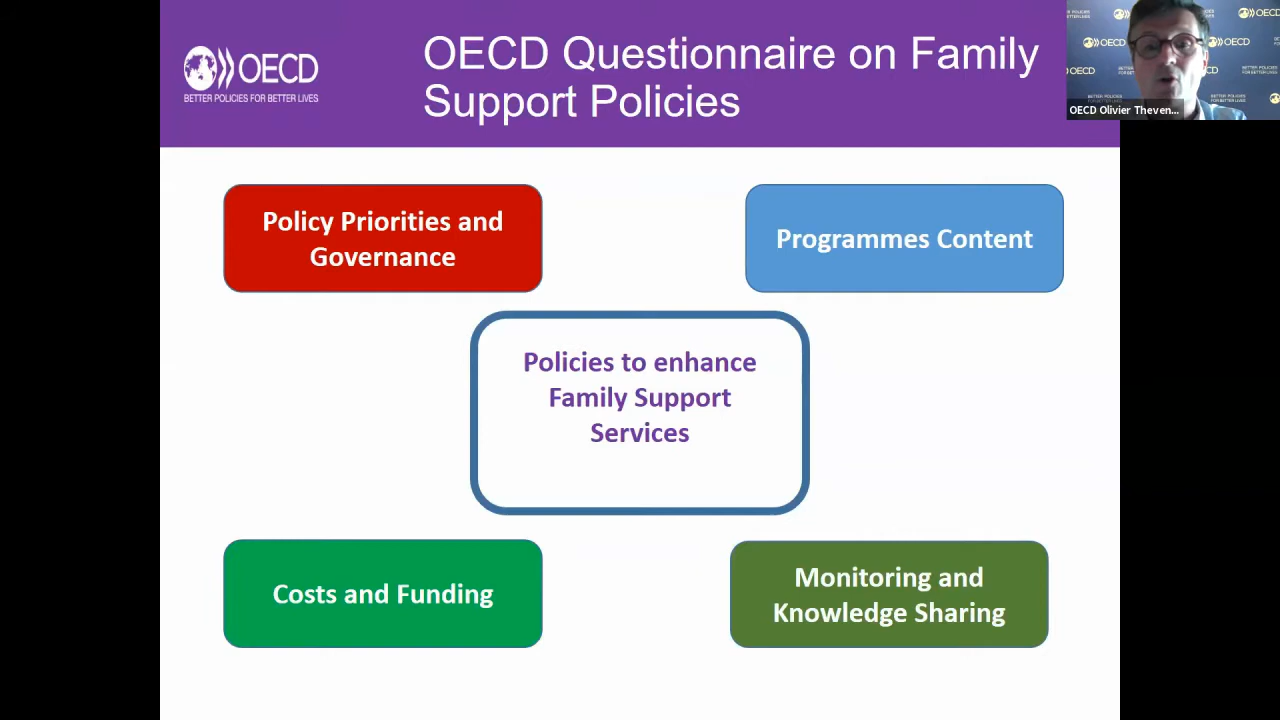 OECD
BETTER POLICIES FOR BETTER LIVES
OECD Questionnaire on Family
Support Policies
OECD Olivier Theven...
Policy Priorities and
Governance
Programmes Content
Policies to enhance
Family Support
Services
Costs and Funding
Monitoring and
Knowledge Sharing